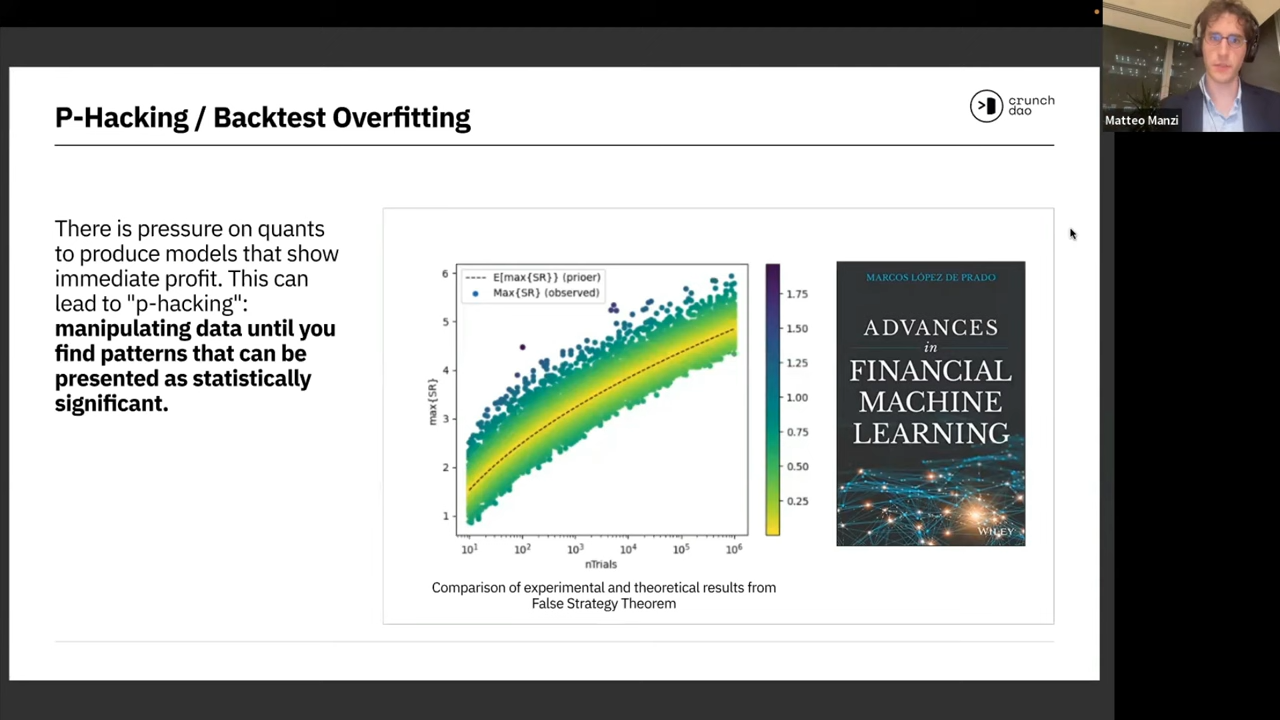 P-Hacking / Backtest Overfitting
crunch
dao
Matteo Manzi
There is pressure on quants
to produce models that show
immediate profit. This can
lead to "p-hacking":
manipulating data until you
find patterns that can be
presented as statistically
significant.
E[max{SR}} (prioer)
Max{SR} (observed)
max{SR}
6
5
4
3
2
1
10¹
10²
10³
10⁴
10⁵
10⁶
nTrials
1.75
1.50
1.25
1.00
0.75
0.50
0.25
Comparison of experimental and theoretical results from
False Strategy Theorem
MARCOS LÓPEZ DE PRADO
ADVANCES
in
FINANCIAL
MACHINE
LEARNING
WILEY